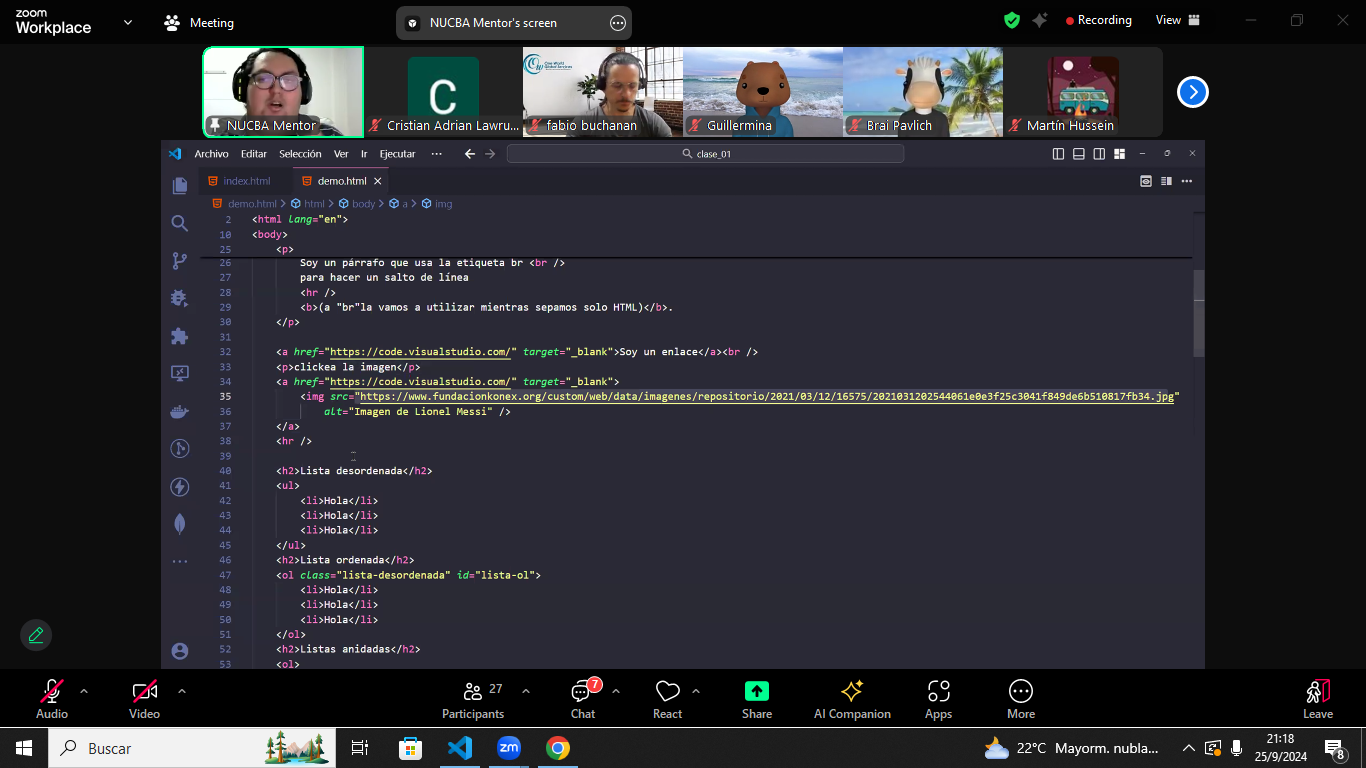 zoom
Workplace
Meeting
NUCBA Mentor's screen
Recording
View
C
One World
Global Services
NUCBA Mentor
Cristian Adrian Lawru...
fabio buchanan
Guillermina
Brai Pavlich
Martín Hussein
Archivo Editar Selección Ver Ir Ejecutar ···
clase_01
index.html
demo.html
demo.html > html > body > a > img
2 <html lang="en">
10 <body>
25 <p>
26 Soy un párrafo que usa la etiqueta br <br />
27 para hacer un salto de línea
28 <hr />
29 <b>(a "br"la vamos a utilizar mientras sepamos solo HTML)</b>.
30 </p>
31
32 <a href="https://code.visualstudio.com/" target="_blank">Soy un enlace</a><br />
33 <p>clickea la imagen</p>
34 <a href="https://code.visualstudio.com/" target="_blank">
35 <img src="https://www.fundacionkonex.org/custom/web/data/imagenes/repositorio/2021/03/12/16575/2021031202544061e0e3f25c3041f849de6b510817fb34.jpg"
36 alt="Imagen de Lionel Messi" />
37 </a>
38 <hr />
39
40 <h2>Lista desordenada</h2>
41 <ul>
42 <li>Hola</li>
43 <li>Hola</li>
44 <li>Hola</li>
45 </ul>
46 <h2>Lista ordenada</h2>
47 <ol class="lista-desordenada" id="lista-ol">
48 <li>Hola</li>
49 <li>Hola</li>
50 <li>Hola</li>
51 </ol>
52 <h2>Listas anidadas</h2>
53 <ol>
Audio
Video
27
Participants
7
Chat
React
Share
AI Companion
Apps
More
Leave
Buscar
zm
22°C Mayorm. nubla...
21:18
25/9/2024
8